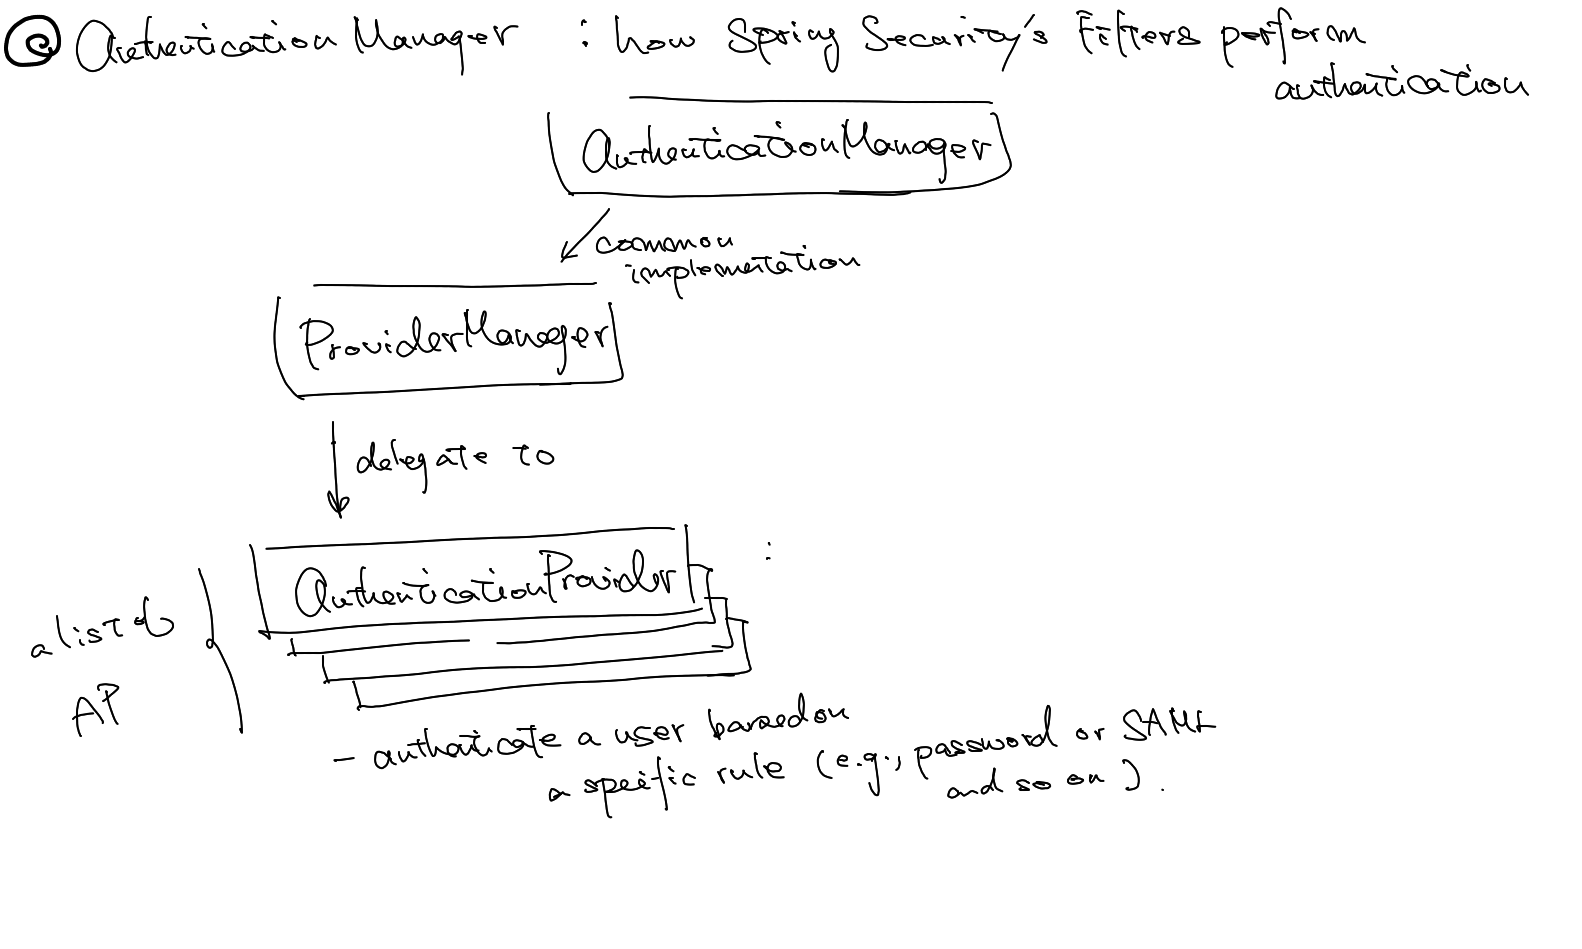 @ Authentication Manager : how Spring Security's Filters perform
authentication
AuthenticationManager
common
implementation
ProviderManager
delegate to
AuthenticationProvider :
a list of
AP
- authenticate a user based on
a specific rule (e.g., password or SAML
and so on).